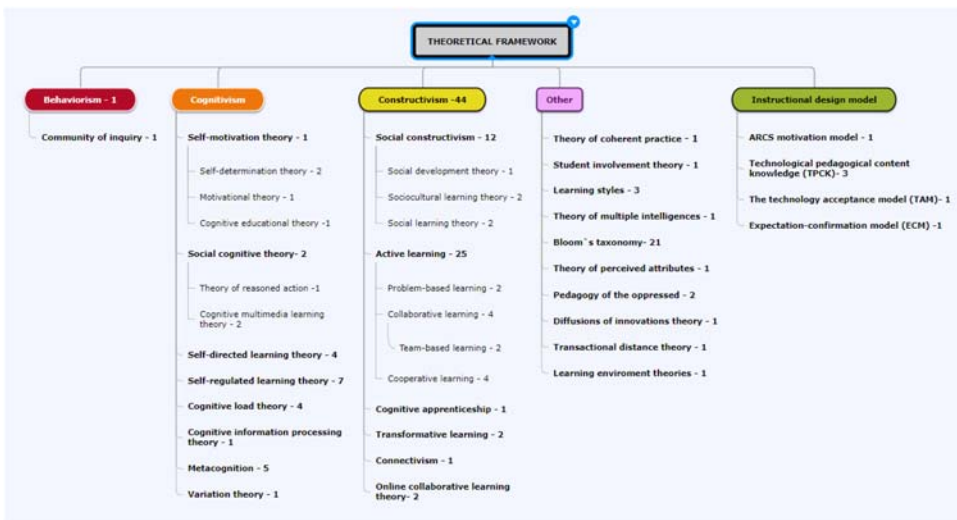 THEORETICAL FRAMEWORK
Behaviorism - 1
Community of inquiry - 1
Cognitivism
Self-motivation theory - 1
Self-determination theory - 2
Motivational theory - 1
Cognitive educational theory -1
Social cognitive theory- 2
Theory of reasoned action -1
Cognitive multimedia learning
theory - 2
Self-directed learning theory - 4
Self-regulated learning theory - 7
Cognitive load theory - 4
Cognitive information processing
theory - 1
Metacognition - 5
Variation theory - 1
Constructivism -44
Social constructivism - 12
Social development theory - 1
Sociocultural learning theory - 2
Social learning theory - 2
Active learning - 25
Problem-based learning - 2
Collaborative learning - 4
Team-based learning - 2
Cooperative learning - 4
Cognitive apprenticeship - 1
Transformative learning - 2
Connectivism - 1
Online collaborative learning
theory- 2
Other
Theory of coherent practice - 1
Student involvement theory - 1
Learning styles - 3
Theory of multiple intelligences - 1
Bloom`s taxonomy- 21
Theory of perceived attributes - 1
Pedagogy of the oppressed - 2
Diffusions of innovations theory - 1
Transactional distance theory - 1
Learning enviroment theories - 1
Instructional design model
ARCS motivation model - 1
Technological pedagogical content
knowledge (TPCK)- 3
The technology acceptance model (TAM)- 1
Expectation-confirmation model (ECM) -1